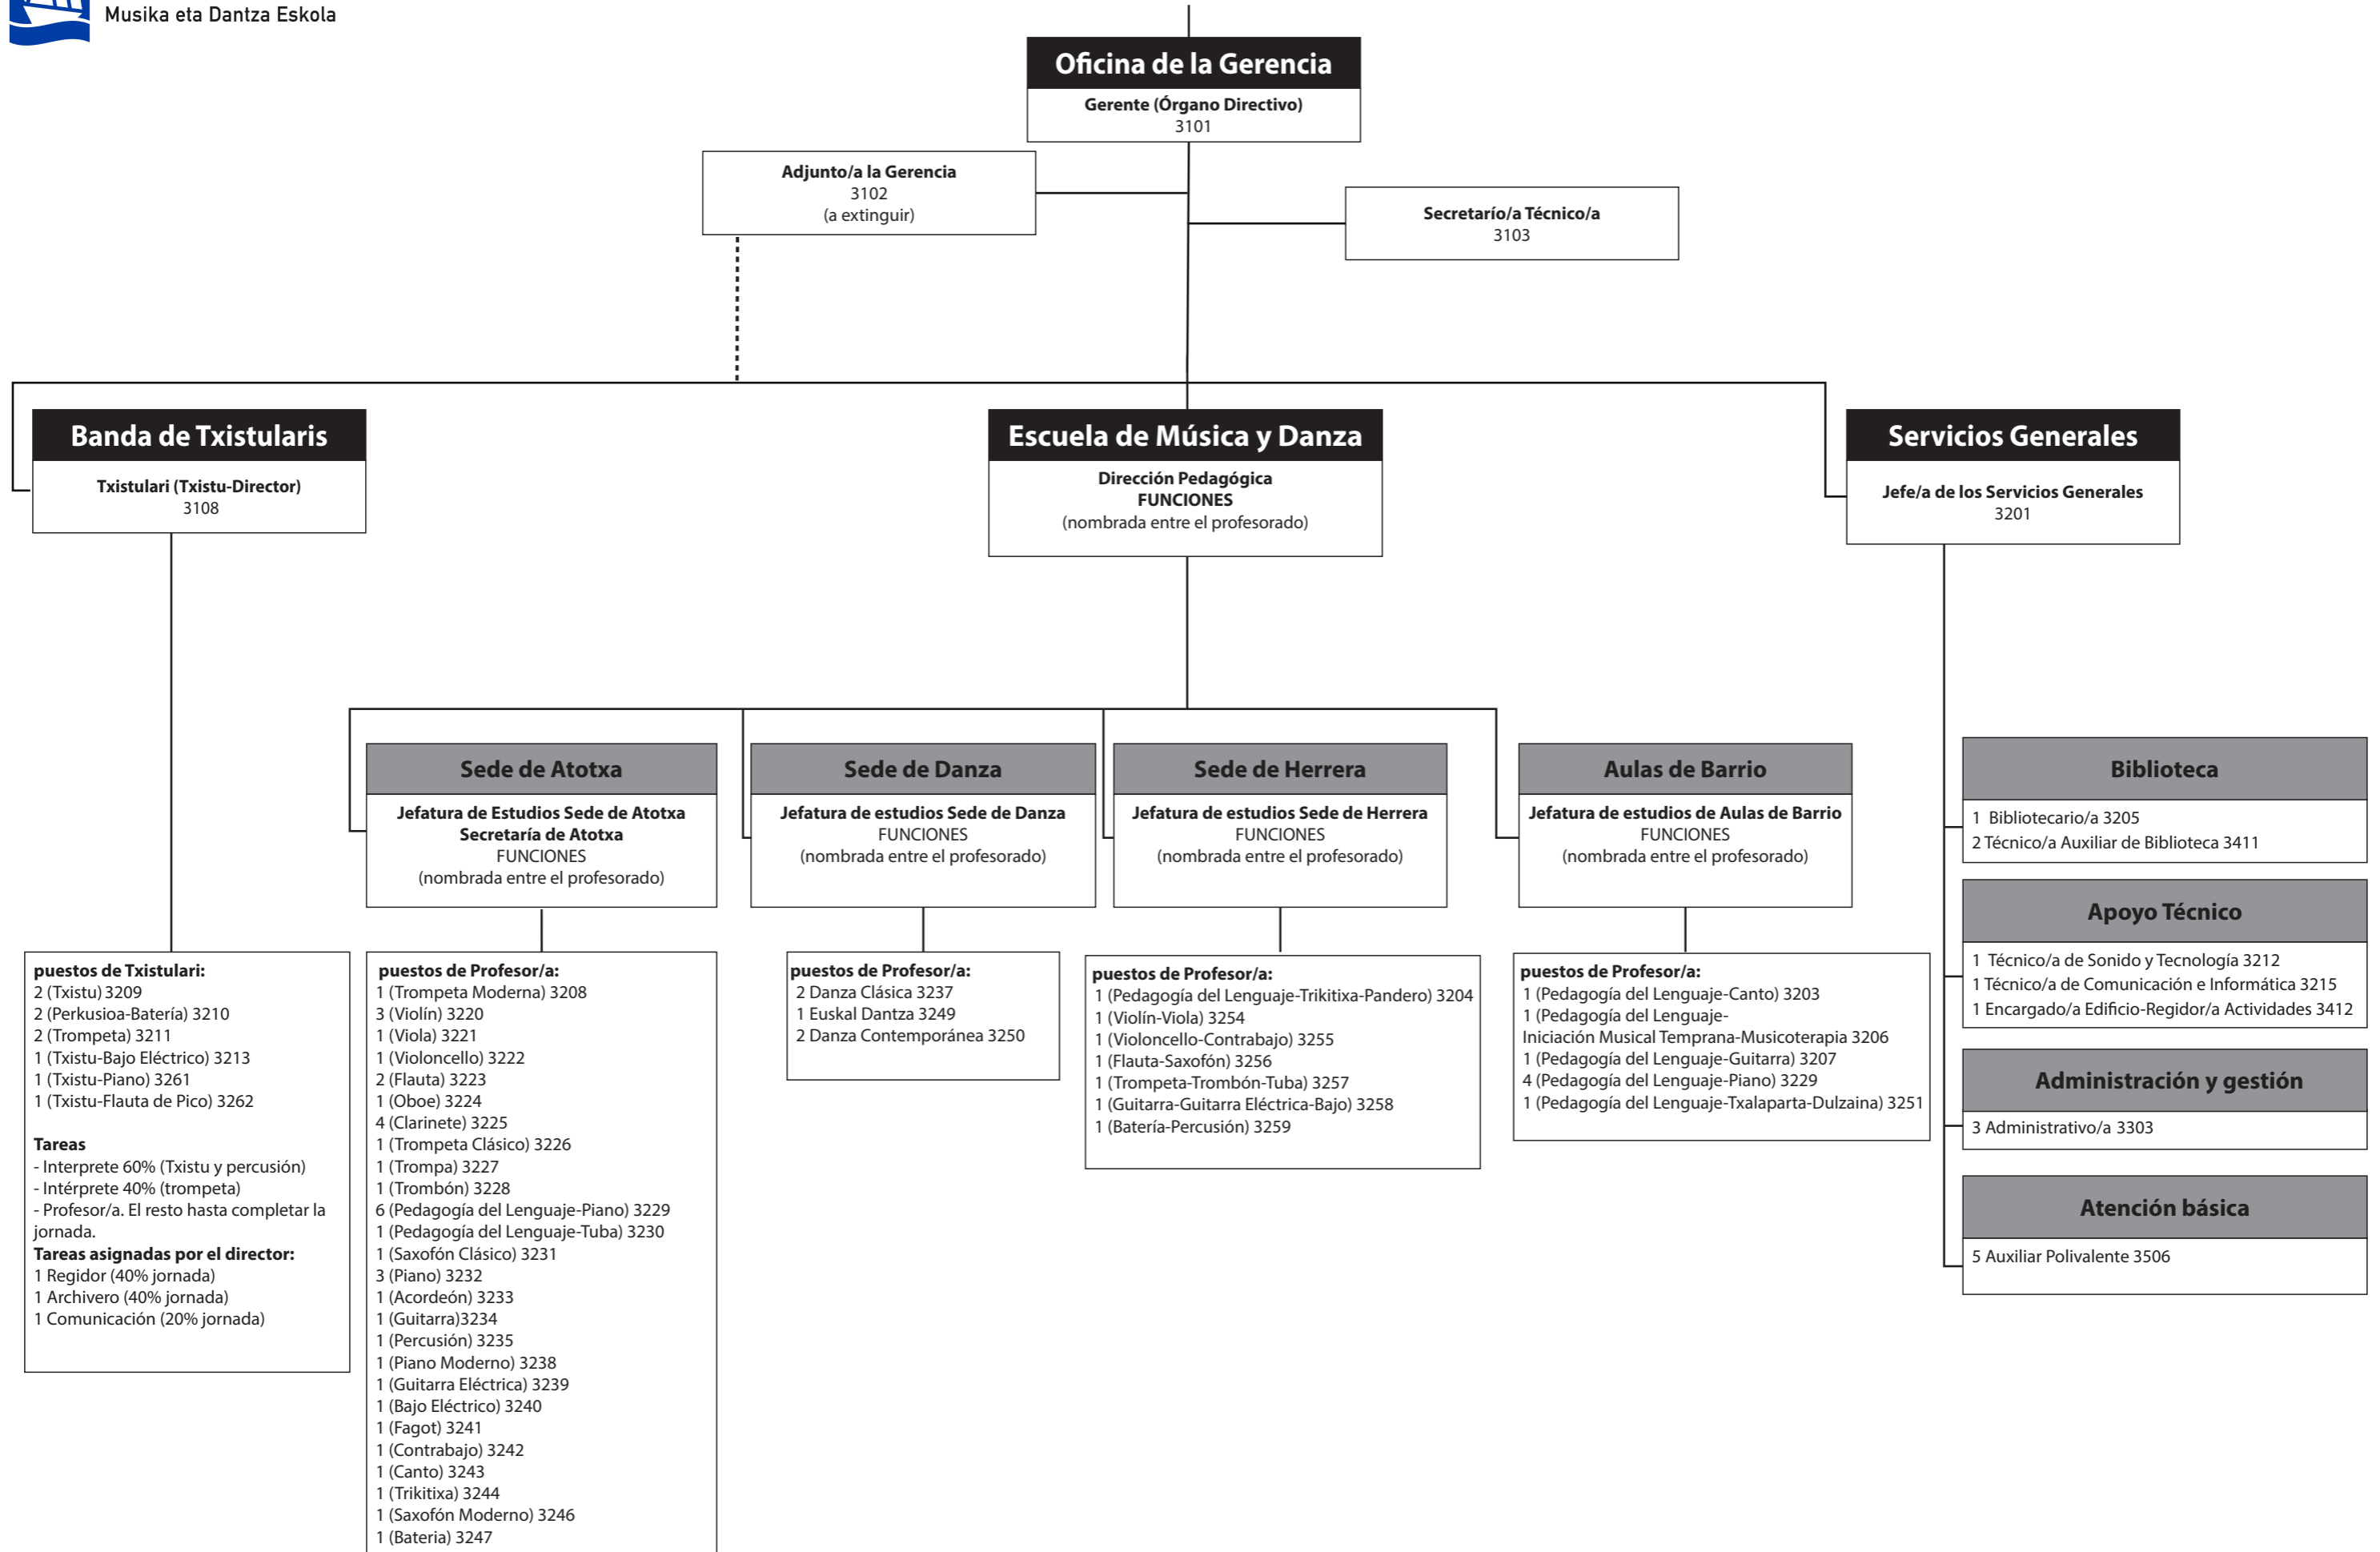 Musika eta Dantza Eskola
Oficina de la Gerencia
Gerente (Órgano Directivo)
3101
Adjunto/a la Gerencia
3102
(a extinguir)
Secretarío/a Técnico/a
3103
Banda de Txistularis
Txistulari (Txistu-Director)
3108
Escuela de Música y Danza
Dirección Pedagógica
FUNCIONES
(nombrada entre el profesorado)
Servicios Generales
Jefe/a de los Servicios Generales
3201
Sede de Atotxa
Jefatura de Estudios Sede de Atotxa
Secretaría de Atotxa
FUNCIONES
(nombrada entre el profesorado)
Sede de Danza
Jefatura de estudios Sede de Danza
FUNCIONES
(nombrada entre el profesorado)
Sede de Herrera
Jefatura de estudios Sede de Herrera
FUNCIONES
(nombrada entre el profesorado)
Aulas de Barrio
Jefatura de estudios de Aulas de Barrio
FUNCIONES
(nombrada entre el profesorado)
Biblioteca
1 Bibliotecario/a 3205
2 Técnico/a Auxiliar de Biblioteca 3411
Apoyo Técnico
1 Técnico/a de Sonido y Tecnología 3212
1 Técnico/a de Comunicación e Informática 3215
1 Encargado/a Edificio-Regidor/a Actividades 3412
Administración y gestión
3 Administrativo/a 3303
Atención básica
5 Auxiliar Polivalente 3506
puestos de Txistulari:
2 (Txistu) 3209
2 (Perkusioa-Batería) 3210
2 (Trompeta) 3211
1 (Txistu-Bajo Eléctrico) 3213
1 (Txistu-Piano) 3261
1 (Txistu-Flauta de Pico) 3262
Tareas
- Interprete 60% (Txistu y percusión)
- Intérprete 40% (trompeta)
- Profesor/a. El resto hasta completar la
jornada.
Tareas asignadas por el director:
1 Regidor (40% jornada)
1 Archivero (40% jornada)
1 Comunicación (20% jornada)
puestos de Profesor/a:
1 (Trompeta Moderna) 3208
3 (Violín) 3220
1 (Viola) 3221
1 (Violoncello) 3222
2 (Flauta) 3223
1 (Oboe) 3224
4 (Clarinete) 3225
1 (Trompeta Clásico) 3226
1 (Trompa) 3227
1 (Trombón) 3228
6 (Pedagogía del Lenguaje-Piano) 3229
1 (Pedagogía del Lenguaje-Tuba) 3230
1 (Saxofón Clásico) 3231
3 (Piano) 3232
1 (Acordeón) 3233
1 (Guitarra)3234
1 (Percusión) 3235
1 (Piano Moderno) 3238
1 (Guitarra Eléctrica) 3239
1 (Bajo Eléctrico) 3240
1 (Fagot) 3241
1 (Contrabajo) 3242
1 (Canto) 3243
1 (Trikitixa) 3244
1 (Saxofón Moderno) 3246
1 (Bateria) 3247
puestos de Profesor/a:
2 Danza Clásica 3237
1 Euskal Dantza 3249
2 Danza Contemporánea 3250
puestos de Profesor/a:
1 (Pedagogía del Lenguaje-Trikitixa-Pandero) 3204
1 (Violín-Viola) 3254
1 (Violoncello-Contrabajo) 3255
1 (Flauta-Saxofón) 3256
1 (Trompeta-Trombón-Tuba) 3257
1 (Guitarra-Guitarra Eléctrica-Bajo) 3258
1 (Batería-Percusión) 3259
puestos de Profesor/a:
1 (Pedagogía del Lenguaje-Canto) 3203
1 (Pedagogía del Lenguaje-
Iniciación Musical Temprana-Musicoterapia 3206
1 (Pedagogía del Lenguaje-Guitarra) 3207
4 (Pedagogía del Lenguaje-Piano) 3229
1 (Pedagogía del Lenguaje-Txalaparta-Dulzaina) 3251